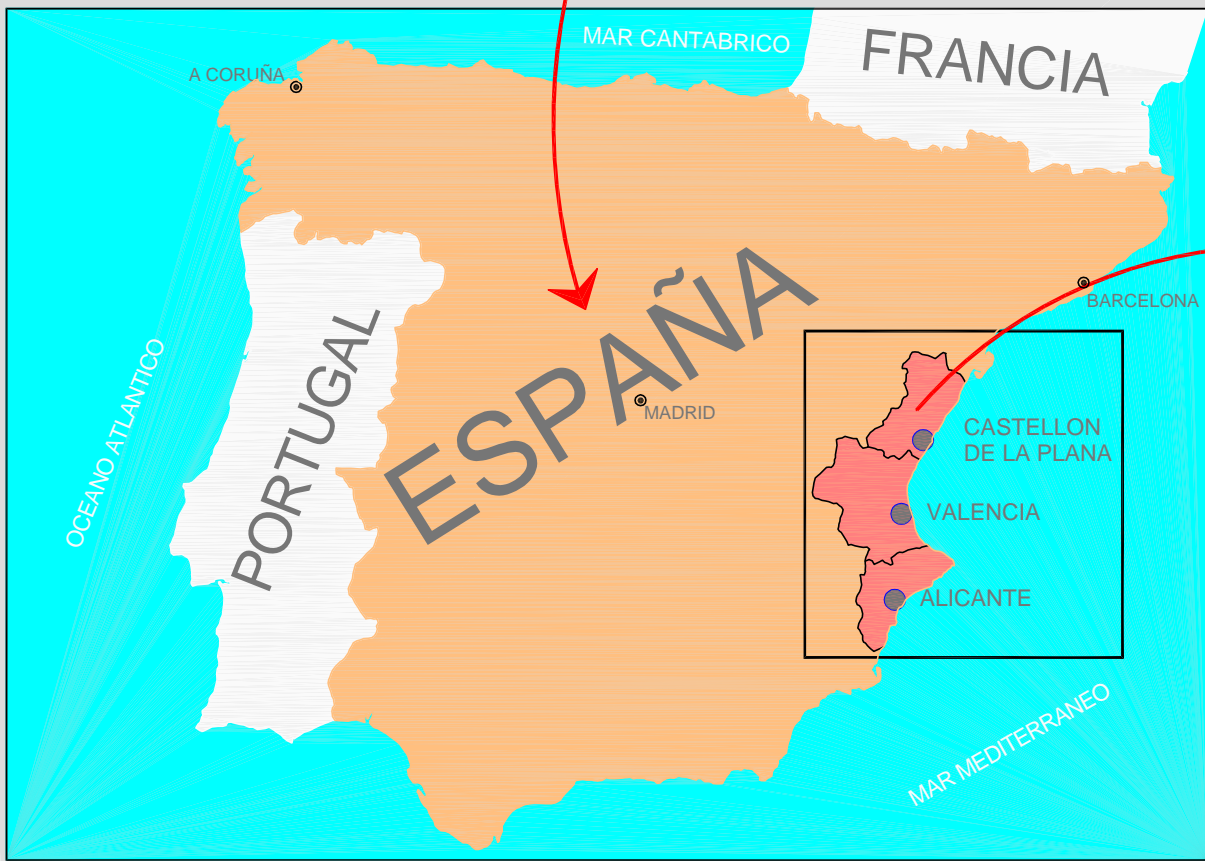 MAR CANTABRICO
FRANCIA
A CORUÑA
BARCELONA
ESPAÑA
PORTUGAL
OCEANO ATLANTICO
MADRID
CASTELLON
DE LA PLANA
VALENCIA
ALICANTE
MAR MEDITERRANEO